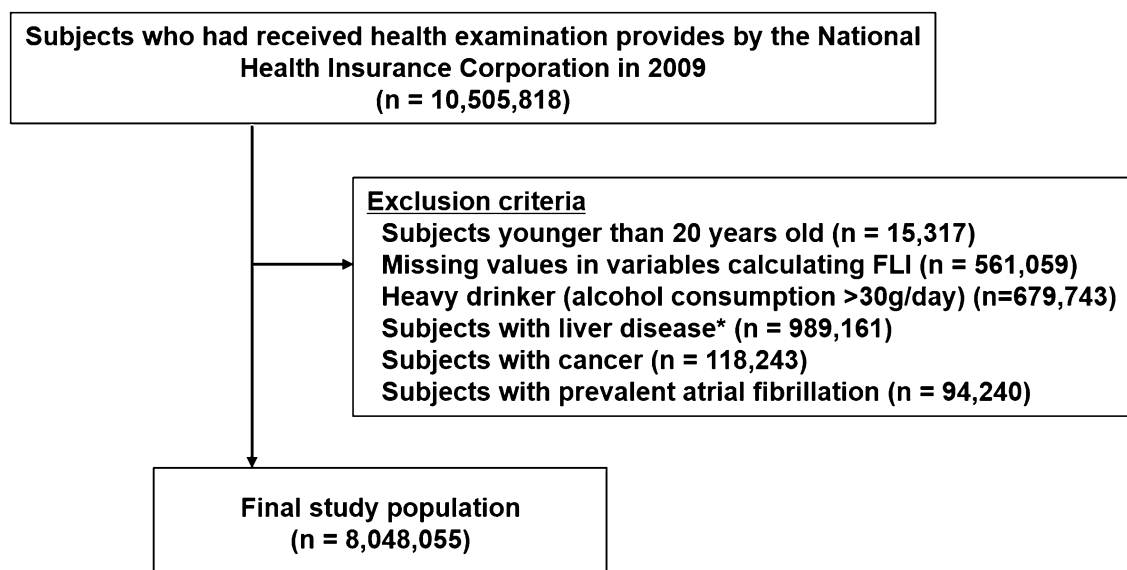 Subjects who had received health examination provides by the National
Health Insurance Corporation in 2009
(n = 10,505,818)
Exclusion criteria
Subjects younger than 20 years old (n = 15,317)
Missing values in variables calculating FLI (n = 561,059)
Heavy drinker (alcohol consumption >30g/day) (n=679,743)
Subjects with liver disease* (n = 989,161)
Subjects with cancer (n = 118,243)
Subjects with prevalent atrial fibrillation (n = 94,240)
Final study population
(n = 8,048,055)